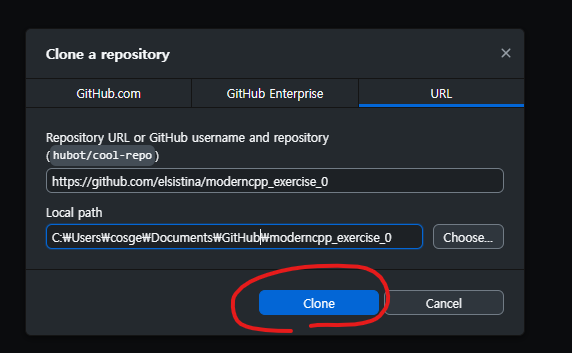 Clone a repository
GitHub.com
GitHub Enterprise
URL
Repository URL or GitHub username and repository
(hubot/cool-repo)
https://github.com/elsistina/moderncpp_exercise_0
Local path
C:₩Users₩cosge₩Documents₩GitHub₩moderncpp_exercise_0
Choose...
Clone
Cancel